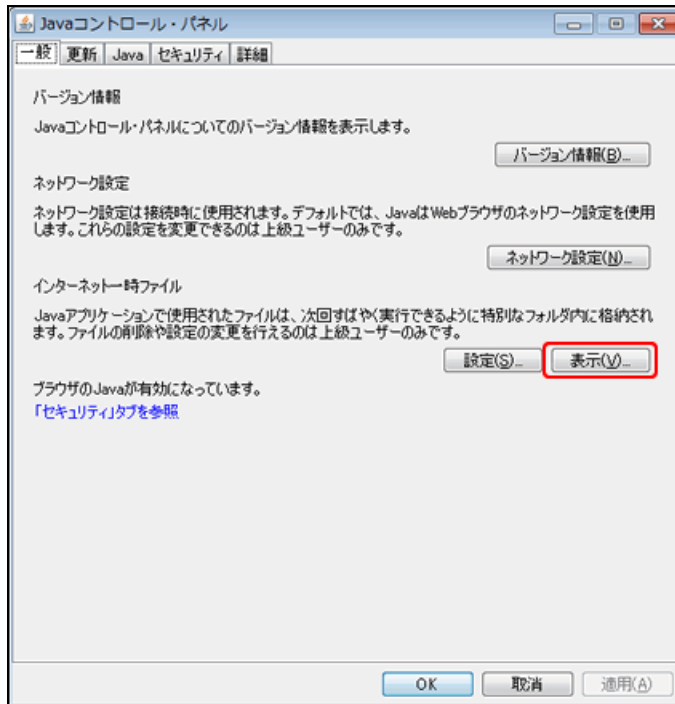 Javaコントロール・パネル
一般 更新 Java セキュリティ 詳細
バージョン情報
Javaコントロール・パネルについてのバージョン情報を表示します。
バージョン情報(B)...
ネットワーク設定
ネットワーク設定は接続時に使用されます。デフォルトでは、JavaはWebブラウザのネットワーク設定を使用
します。これらの設定を変更できるのは上級ユーザーのみです。
ネットワーク設定(N)...
インターネット一時ファイル
Javaアプリケーションで使用されたファイルは、次回すばやく実行できるように特別なフォルダ内に格納され
ます。ファイルの削除や設定の変更を行えるのは上級ユーザーのみです。
設定(S)... 表示(V)...
ブラウザのJavaが有効になっています。
「セキュリティ」タブを参照
OK 取消 適用(A)